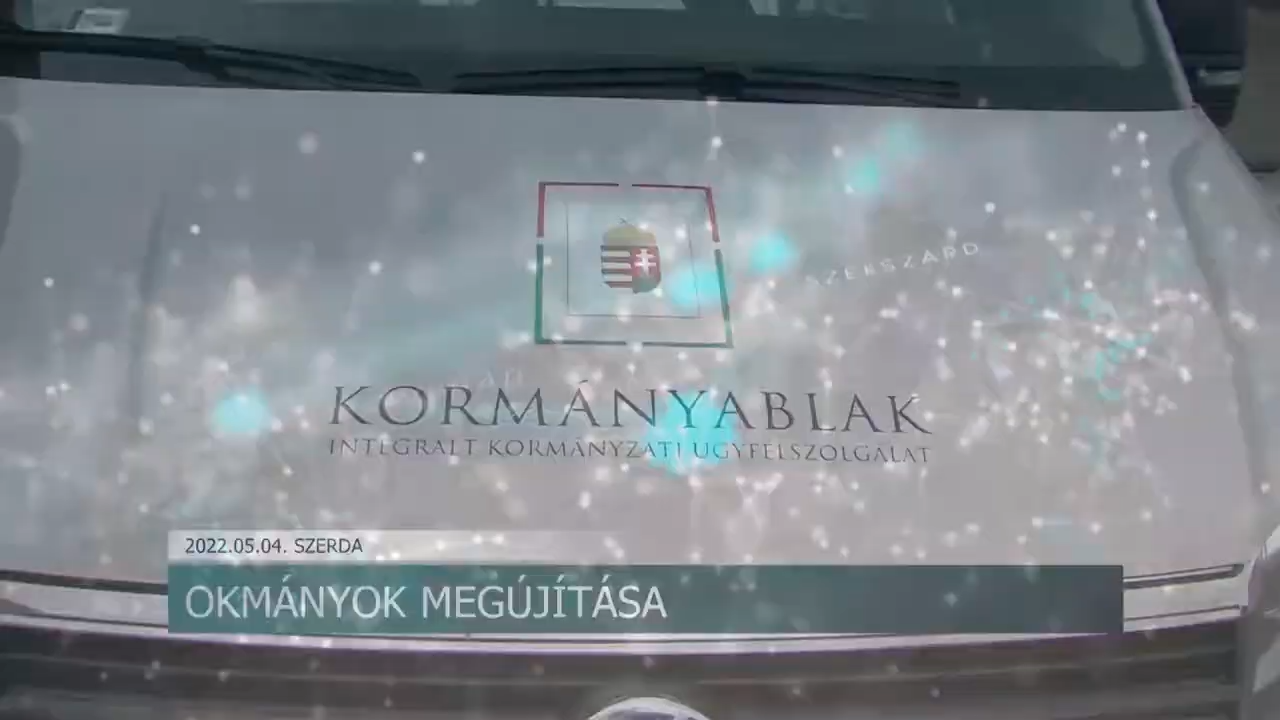 SZEKSZÁRD
KORMÁNYABLAK
INTEGRÁLT KORMÁNYZATI ÜGYFÉLSZOLGÁLAT
2022.05.04. SZERDA
OKMÁNYOK MEGÚJÍTÁSA